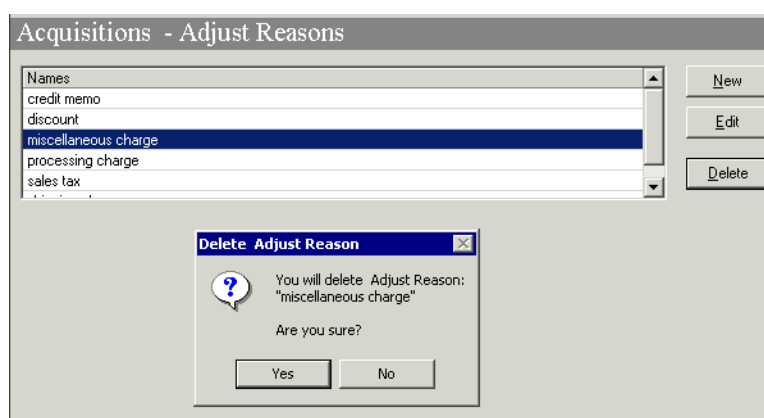 Acquisitions - Adjust Reasons
Names
New
credit memo
discount
Edit
miscellaneous charge
processing charge
Delete
sales tax
Delete Adjust Reason
You will delete Adjust Reason:
"miscellaneous charge"
Are you sure?
Yes
No